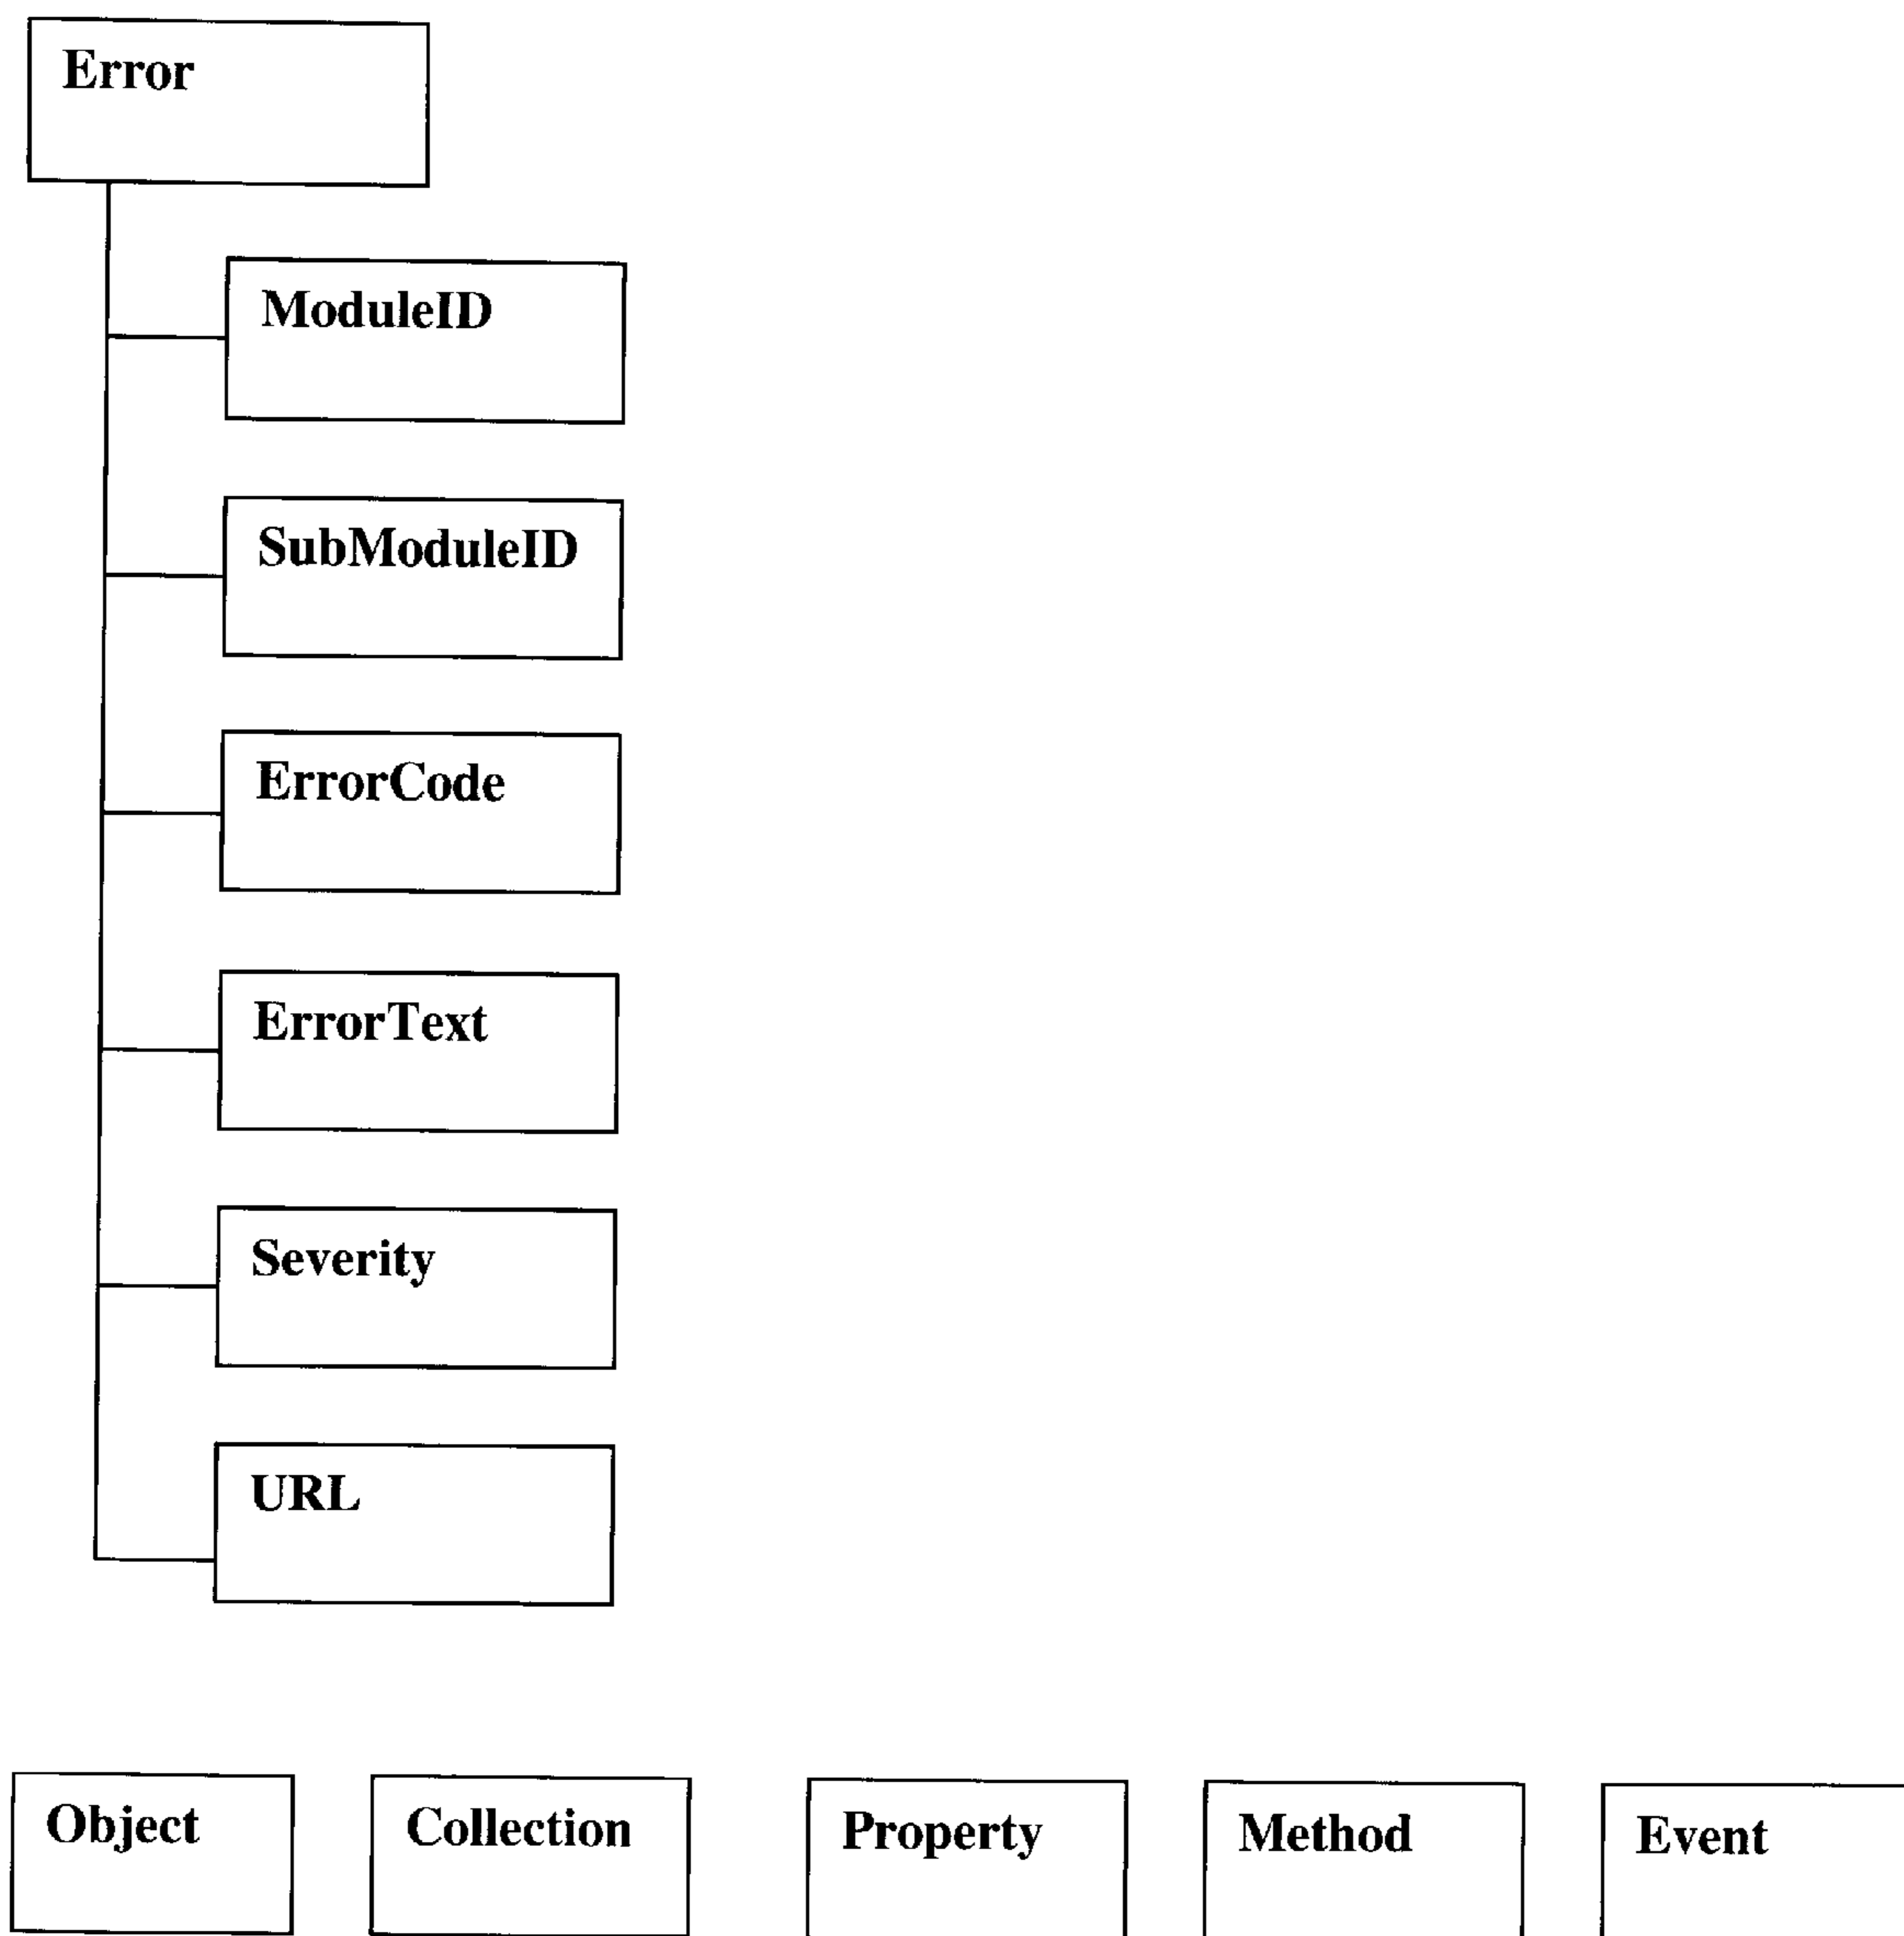 Error
ModuleID
SubModuleID
ErrorCode
ErrorText
Severity
URL
Object
Collection
Property
Method
Event